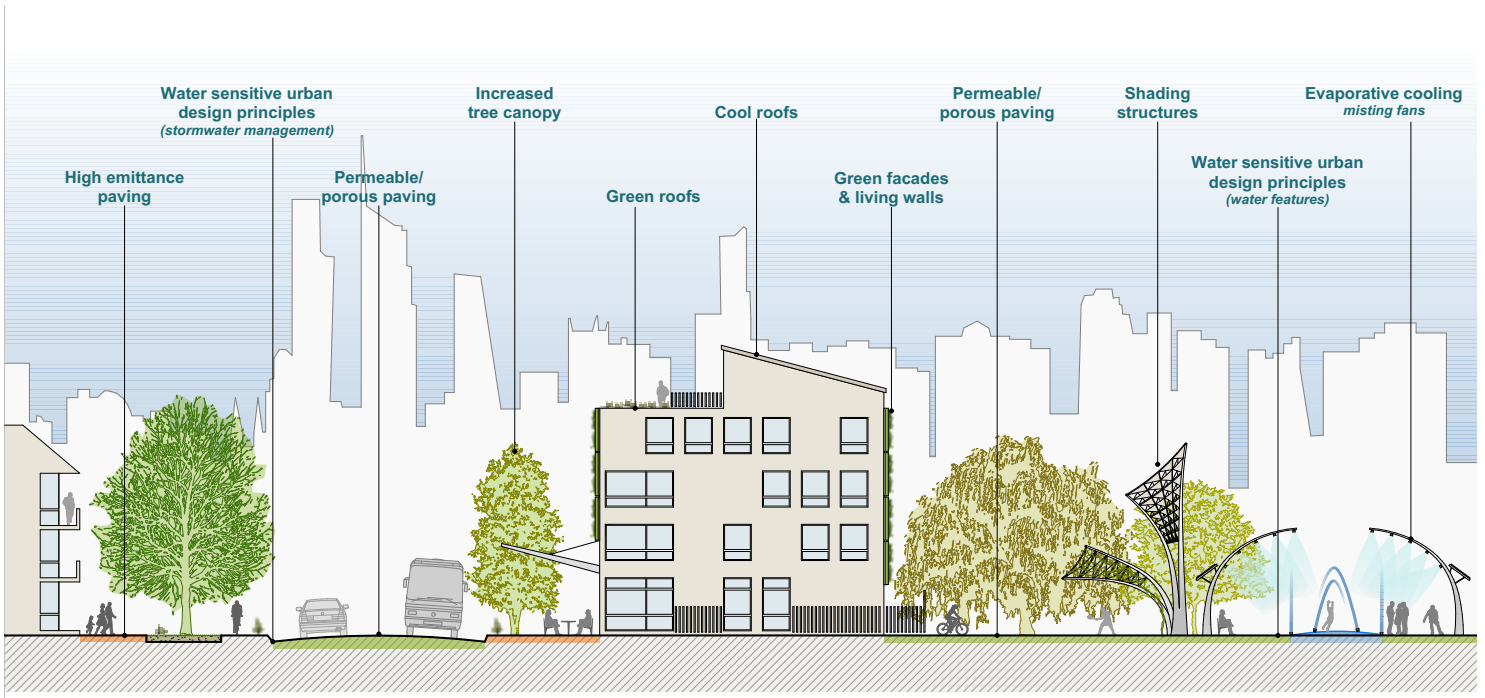 Water sensitive urban
design principles
(stormwater management)
Increased
tree canopy
Cool roofs
Permeable/
porous paving
Shading
structures
Evaporative cooling
misting fans
High emittance
paving
Permeable/
porous paving
Green roofs
Green facades
& living walls
Water sensitive urban
design principles
(water features)